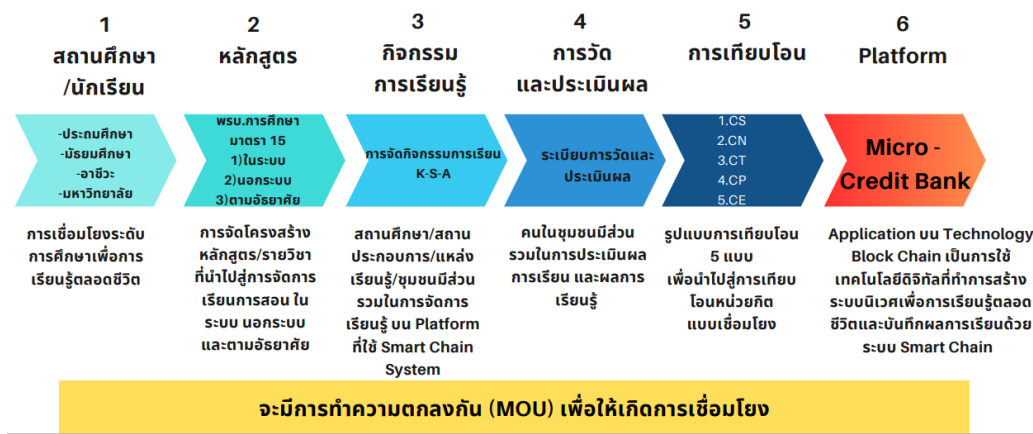 1
สถานศึกษา
/นักเรียน
-ประถมศึกษา
-มัธยมศึกษา
-อาชีวะ
-มหาวิทยาลัย
การเชื่อมโยงระดับ
การศึกษาเพื่อการ
เรียนรู้ตลอดชีวิต
2
หลักสูตร
พรบ.การศึกษา
มาตรา 15
1)ในระบบ
2)นอกระบบ
3)ตามอัธยาศัย
การจัดโครงสร้าง
หลักสูตร/รายวิชา
ที่นำไปสู่การจัดการ
เรียนการสอน ใน
ระบบ นอกระบบ
และตามอัธยาศัย
3
กิจกรรม
การเรียนรู้
การจัดกิจกรรมการเรียน
K-S-A
สถานศึกษา/สถาน
ประกอบการ/แหล่ง
เรียนรู้/ชุมชนมีส่วน
รวมในการจัดการ
เรียนรู้ บน Platform
ที่ใช้ Smart Chain
System
4
การวัด
และประเมินผล
ระเบียบการวัดและ
ประเมินผล
คนในชุมชนมีส่วน
รวมในการประเมินผล
การเรียน และผลการ
เรียนรู้
5
การเทียบโอน
1.CS
2.CN
3.CT
4.CP
5.CE
รูปแบบการเทียบโอน
5 แบบ
เพื่อนำไปสู่การเทียบ
โอนหน่วยกิต
แบบเชื่อมโยง
6
Platform
Micro -
Credit Bank
Application บน Technology
Block Chain เป็นการใช้
เทคโนโลยีดิจิทัลที่ทำการสร้าง
ระบบนิเวศเพื่อการเรียนรู้ตลอด
ชีวิตและบันทึกผลการเรียนด้วย
ระบบ Smart Chain
จะมีการทำความตกลงกัน (MOU) เพื่อให้เกิดการเชื่อมโยง